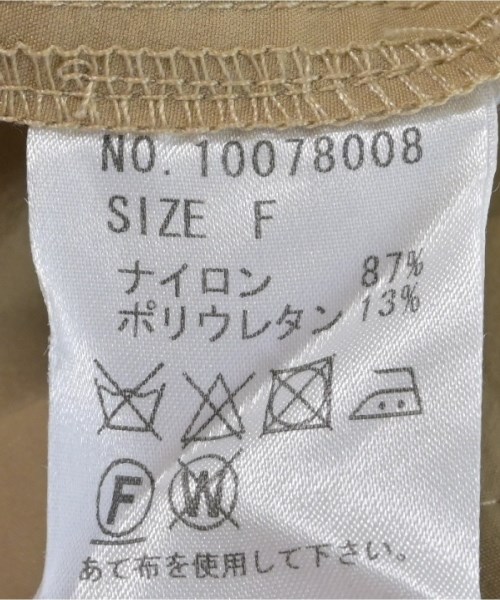 NO. 10078008
SIZE F
ナイロン 87%
ポリウレタン 13%
F W
あて布を使用して下さい。